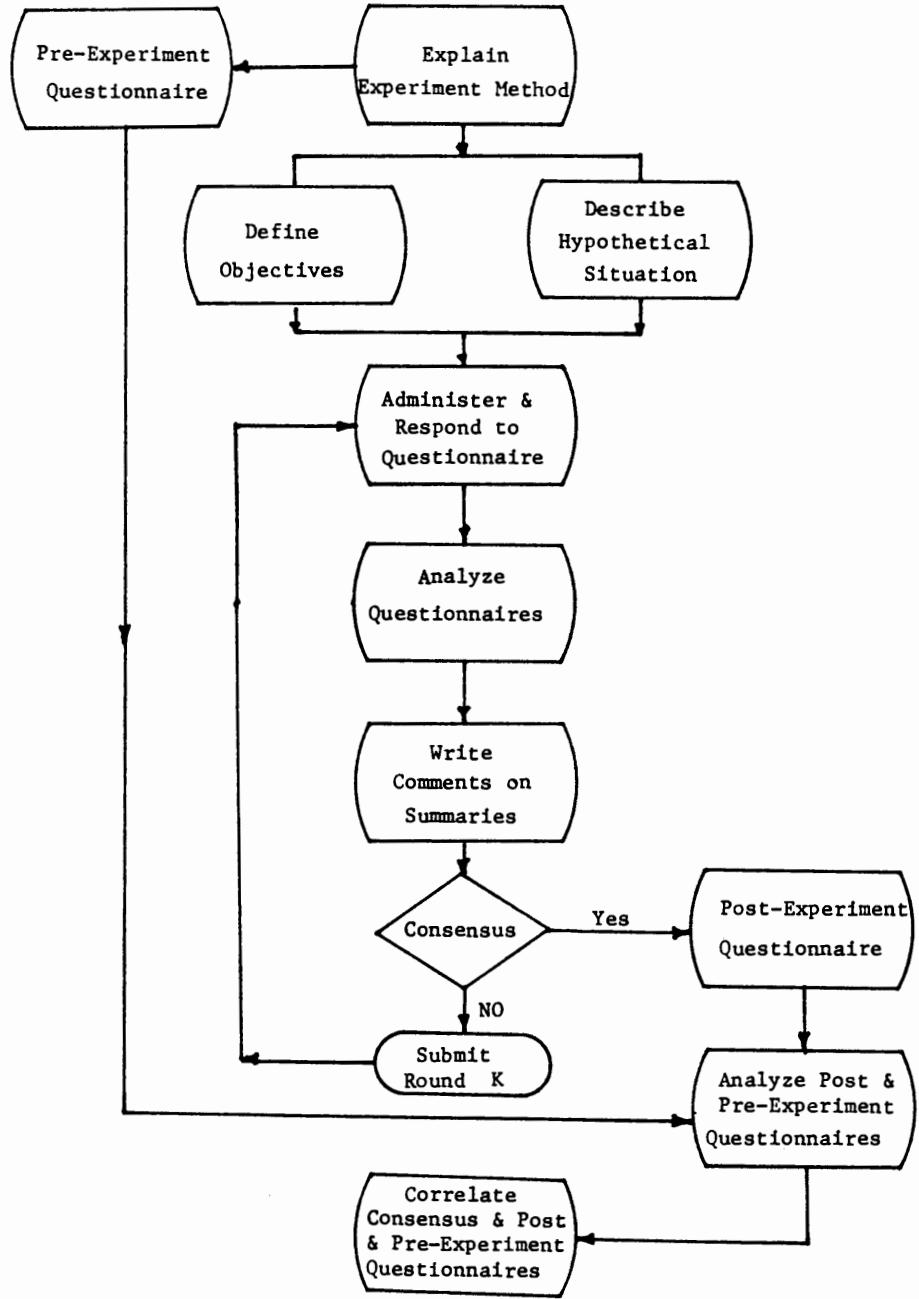 Pre-Experiment
Questionnaire
Explain
Experiment Method
Define
Objectives
Describe
Hypothetical
Situation
Administer &
Respond to
Questionnaire
Analyze
Questionnaires
Write
Comments on
Summaries
Consensus
Yes
Post-Experiment
Questionnaire
NO
Submit
Round K
Analyze Post &
Pre-Experiment
Questionnaires
Correlate
Consensus & Post
& Pre-Experiment
Questionnaires